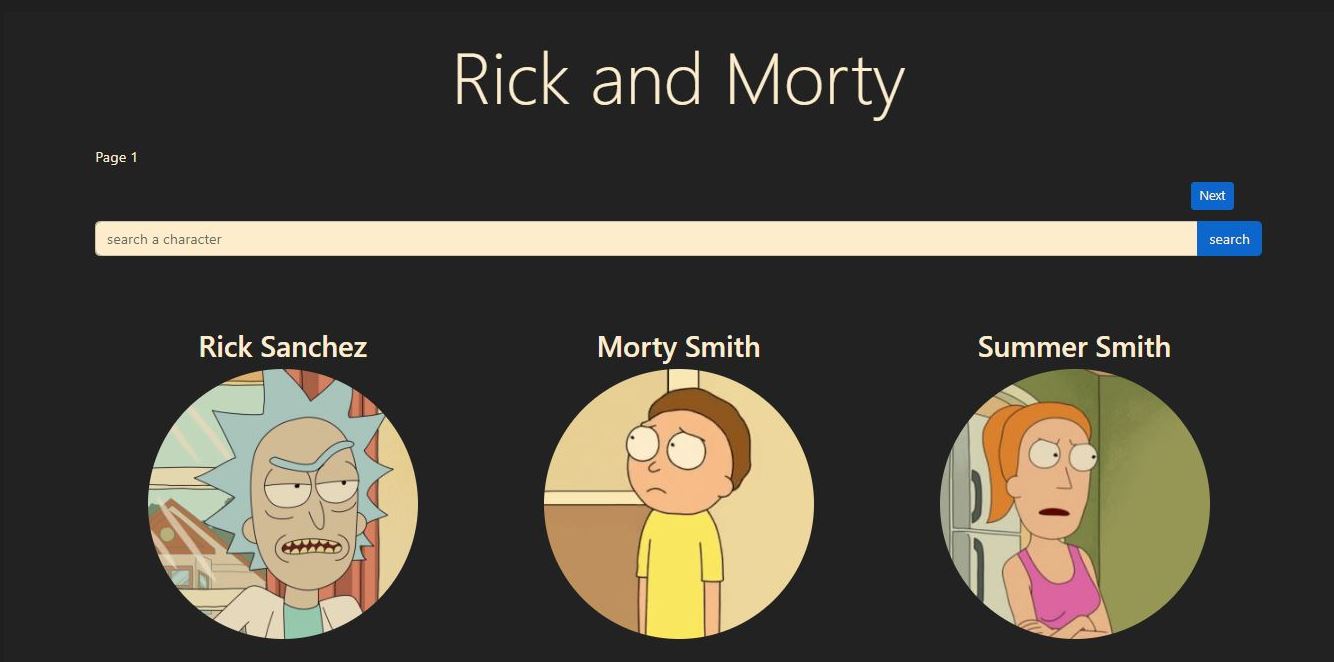 Rick and Morty
Page 1
Next
search a character
search
Rick Sanchez
Morty Smith
Summer Smith